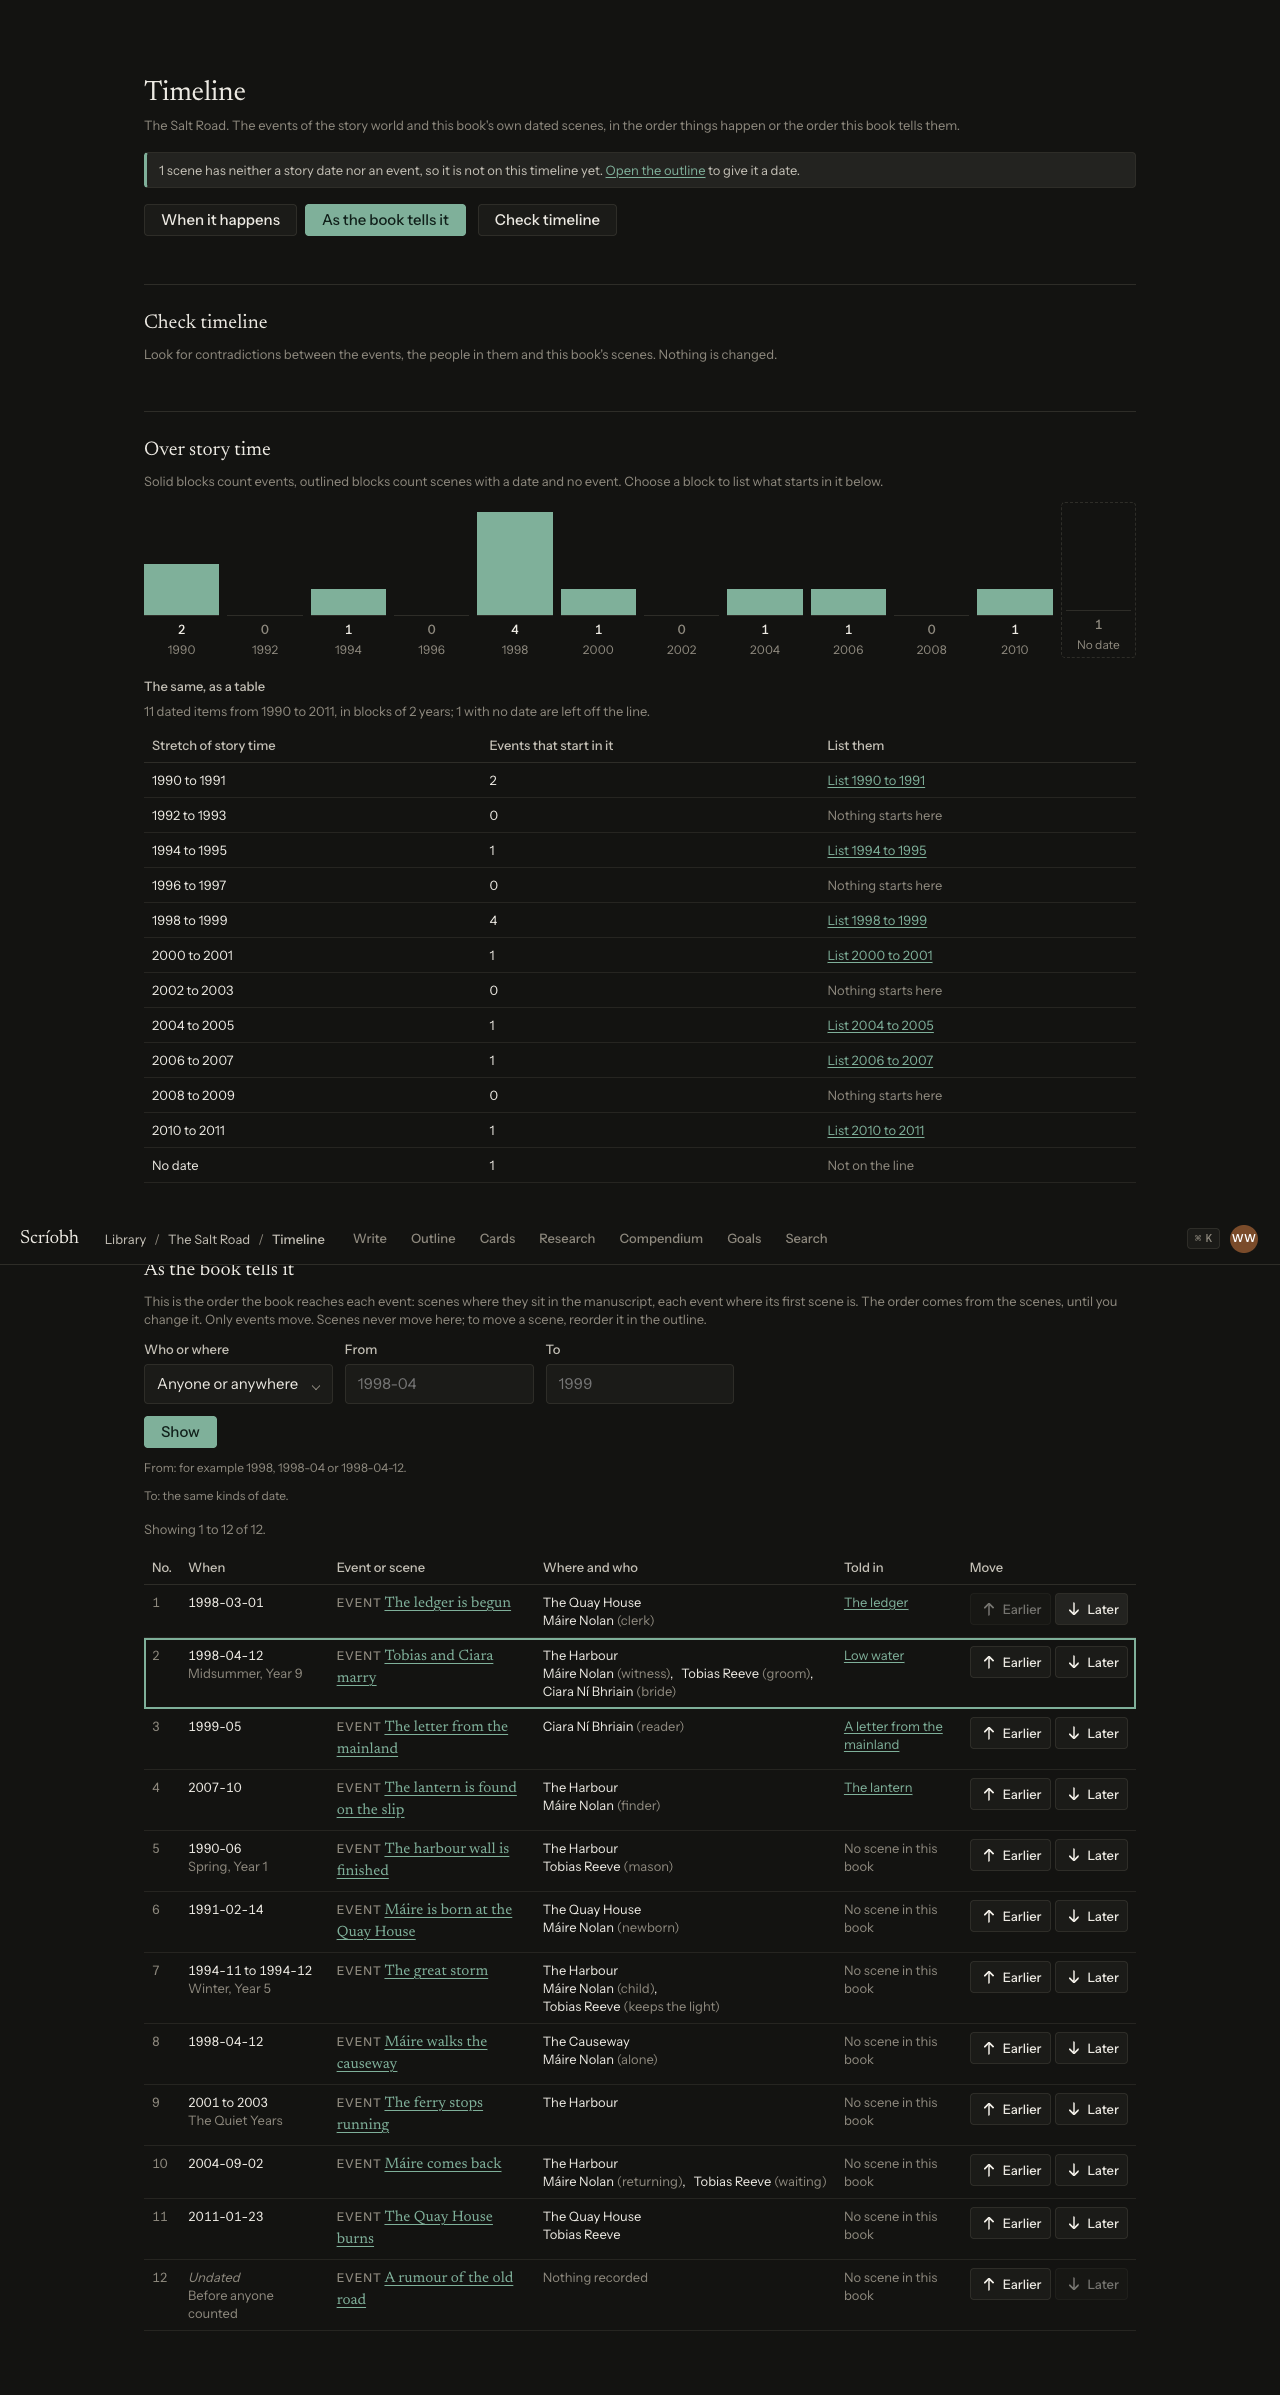 Timeline
The Salt Road. The events of the story world and this book's own dated scenes, in the order things happen or the order this book tells them.
1 scene has neither a story date nor an event, so it is not on this timeline yet. Open the outline to give it a date.
When it happens As the book tells it Check timeline
Check timeline
Look for contradictions between the events, the people in them and this book's scenes. Nothing is changed.
Over story time
Solid blocks count events, outlined blocks count scenes with a date and no event. Choose a block to list what starts in it below.
2 0 1 0 4 1 0 1 1 0 1 1
1990 1992 1994 1996 1998 2000 2002 2004 2006 2008 2010 No date
The same, as a table
11 dated items from 1990 to 2011, in blocks of 2 years; 1 with no date are left off the line.
Stretch of story time Events that start in it List them
1990 to 1991 2 List 1990 to 1991
1992 to 1993 0 Nothing starts here
1994 to 1995 1 List 1994 to 1995
1996 to 1997 0 Nothing starts here
1998 to 1999 4 List 1998 to 1999
2000 to 2001 1 List 2000 to 2001
2002 to 2003 0 Nothing starts here
2004 to 2005 1 List 2004 to 2005
2006 to 2007 1 List 2006 to 2007
2008 to 2009 0 Nothing starts here
2010 to 2011 1 List 2010 to 2011
No date 1 Not on the line
Scríobh Library / The Salt Road / Timeline Write Outline Cards Research Compendium Goals Search ⌘ K WW
As the book tells it
This is the order the book reaches each event: scenes where they sit in the manuscript, each event where its first scene is. The order comes from the scenes, until you
change it. Only events move. Scenes never move here; to move a scene, reorder it in the outline.
Who or where From To
Anyone or anywhere 1998-04 1999
Show
From: for example 1998, 1998-04 or 1998-04-12.
To: the same kinds of date.
Showing 1 to 12 of 12.
No. When Event or scene Where and who Told in Move
1 1998-03-01 EVENT The ledger is begun The Quay House The ledger ↑ Earlier ↓ Later
Máire Nolan (clerk)
2 1998-04-12 EVENT Tobias and Ciara The Harbour Low water ↑ Earlier ↓ Later
Midsummer, Year 9 marry Máire Nolan (witness), Tobias Reeve (groom),
Ciara Ní Bhriain (bride)
3 1999-05 EVENT The letter from the Ciara Ní Bhriain (reader) A letter from the ↑ Earlier ↓ Later
mainland mainland
4 2007-10 EVENT The lantern is found The Harbour The lantern ↑ Earlier ↓ Later
on the slip Máire Nolan (finder)
5 1990-06 EVENT The harbour wall is The Harbour No scene in this ↑ Earlier ↓ Later
Spring, Year 1 finished Tobias Reeve (mason) book
6 1991-02-14 EVENT Máire is born at the The Quay House No scene in this ↑ Earlier ↓ Later
Quay House Máire Nolan (newborn) book
7 1994-11 to 1994-12 EVENT The great storm The Harbour No scene in this ↑ Earlier ↓ Later
Winter, Year 5 Máire Nolan (child), book
Tobias Reeve (keeps the light)
8 1998-04-12 EVENT Máire walks the The Causeway No scene in this ↑ Earlier ↓ Later
causeway Máire Nolan (alone) book
9 2001 to 2003 EVENT The ferry stops The Harbour No scene in this ↑ Earlier ↓ Later
The Quiet Years running book
10 2004-09-02 EVENT Máire comes back The Harbour No scene in this ↑ Earlier ↓ Later
Máire Nolan (returning), Tobias Reeve (waiting) book
11 2011-01-23 EVENT The Quay House The Quay House No scene in this ↑ Earlier ↓ Later
burns Tobias Reeve book
12 Undated EVENT A rumour of the old Nothing recorded No scene in this ↑ Earlier ↓ Later
Before anyone road book
counted